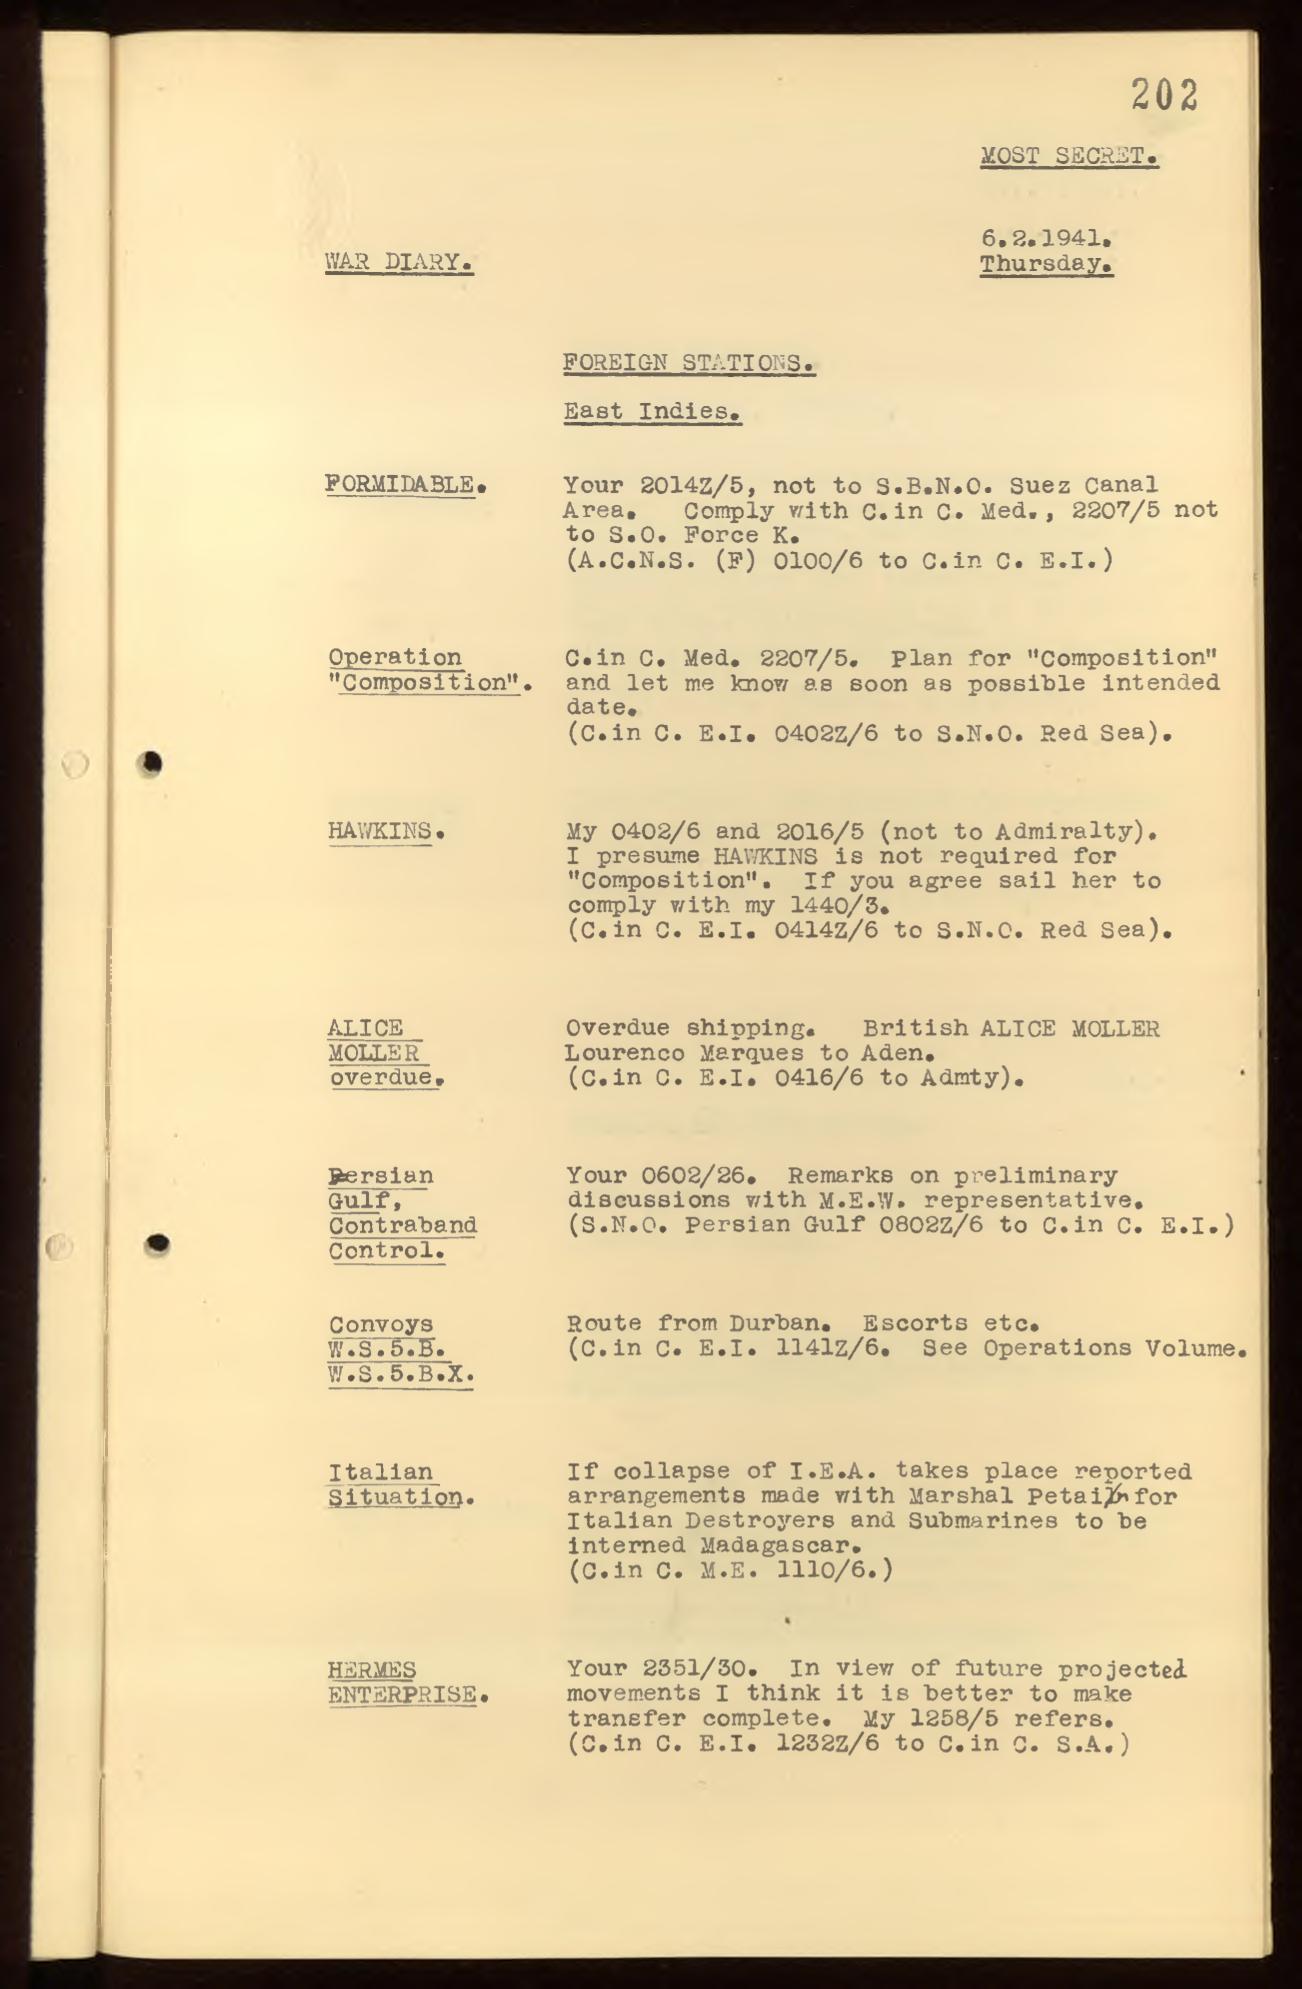 202
MOST SECRET.
6.2.1941.
WAR DIARY.
Thursday.
FOREIGN STATIONS.
East Indies.
FORMIDABLE.
Your 2014Z/5, not to S.B.N.O. Suez Canal
Area. Comply with C.in C. Med., 2207/5 not
to S.O. Force K.
(A.C.N.S. (F) 0100/6 to C.in C. E.I.)
Operation
"Composition".
C.in C. Med. 2207/5. Plan for "Composition"
and let me know as soon as possible intended
date.
(C.in C. E.I. 0402Z/6 to S.N.O. Red Sea).
HAWKINS.
My 0402/6 and 2016/5 (not to Admiralty).
I presume HAWKINS is not required for
"Composition". If you agree sail her to
comply with my 1440/3.
(C.in C. E.I. 0414Z/6 to S.N.O. Red Sea).
ALICE
MOLLER
overdue.
Overdue shipping. British ALICE MOLLER
Lourenco Marques to Aden.
(C.in C. E.I. 0416/6 to Admty).
Persian
Gulf,
Contraband
Control.
Your 0602/26. Remarks on preliminary
discussions with M.E.W. representative.
(S.N.O. Persian Gulf 0802Z/6 to C.in C. E.I.)
Convoys
W.S.5.B.
W.S.5.B.X.
Route from Durban. Escorts etc.
(C.in C. E.I. 1141Z/6. See Operations Volume.
Italian
Situation.
If collapse of I.E.A. takes place reported
arrangements made with Marshal Petain for
Italian Destroyers and Submarines to be
interned Madagascar.
(C.in C. M.E. 1110/6.)
HERMES
ENTERPRISE.
Your 2351/30. In view of future projected
movements I think it is better to make
transfer complete. My 1258/5 refers.
(C.in C. E.I. 1232Z/6 to C.in C. S.A.)